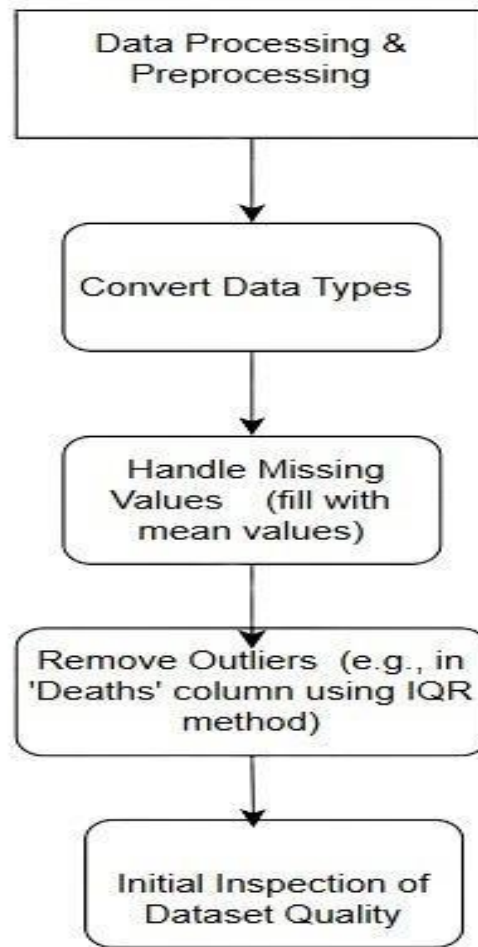 Data Processing &
Preprocessing
Convert Data Types
Handle Missing
Values (fill with
mean values)
Remove Outliers (e.g., in
'Deaths' column using IQR
method)
Initial Inspection of
Dataset Quality